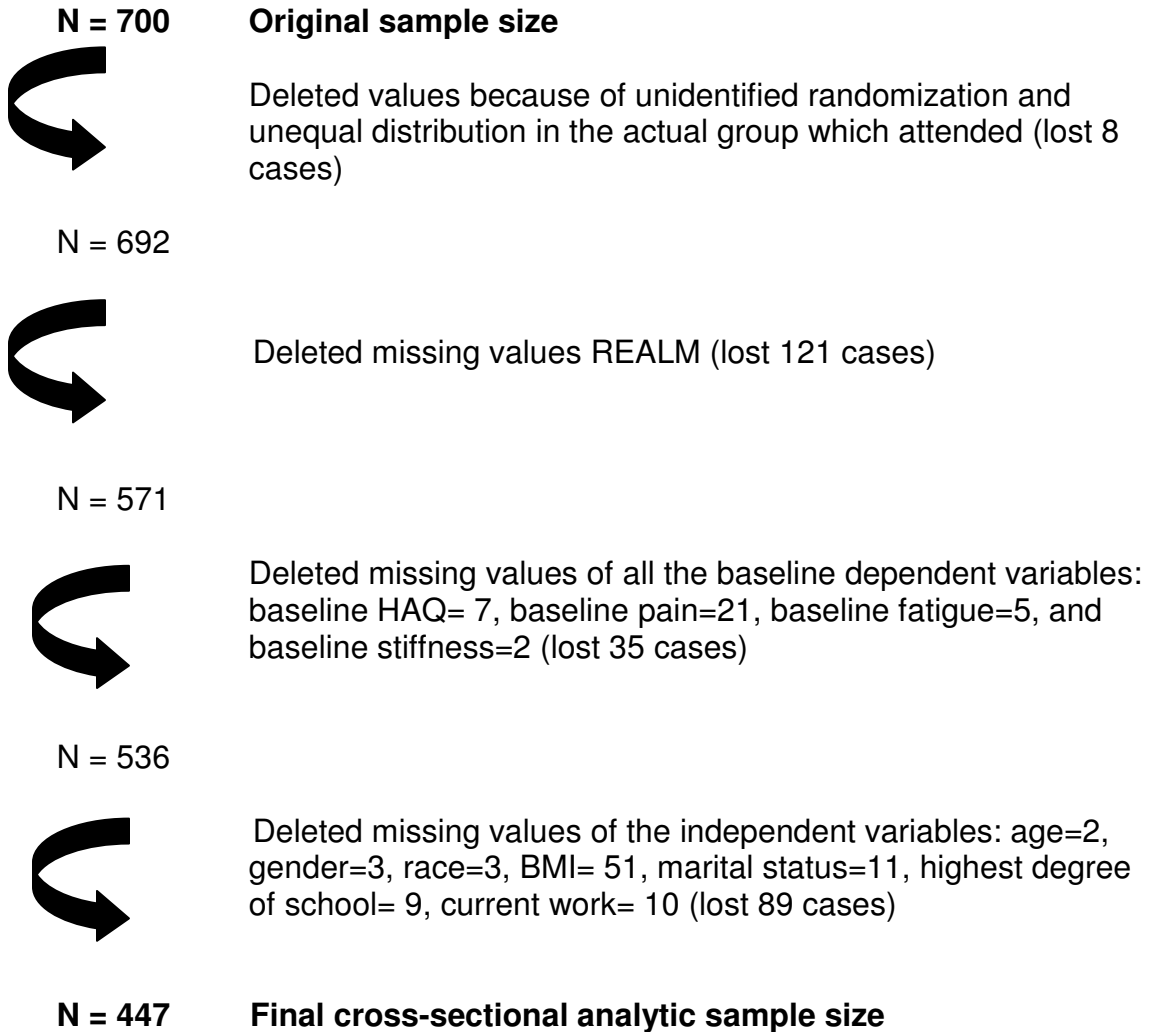 N = 700 Original sample size
Deleted values because of unidentified randomization and
unequal distribution in the actual group which attended (lost 8
cases)
N = 692
Deleted missing values REALM (lost 121 cases)
N = 571
Deleted missing values of all the baseline dependent variables:
baseline HAQ= 7, baseline pain=21, baseline fatigue=5, and
baseline stiffness=2 (lost 35 cases)
N = 536
Deleted missing values of the independent variables: age=2,
gender=3, race=3, BMI= 51, marital status=11, highest degree
of school= 9, current work= 10 (lost 89 cases)
N = 447 Final cross-sectional analytic sample size